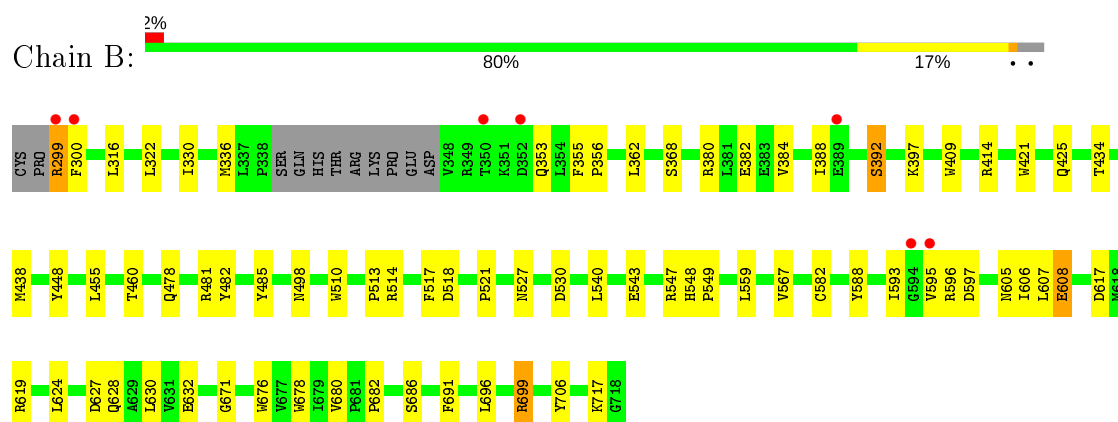 2%
Chain B:
80% 17% • •
CYS PRO R299 F300 L316 L322 I330 M336 L337 P338 SER GLN HIS THR ARG LYS PRO GLU ASP V348 R349 T350 K351 D352 Q353 L354 F355 P356 L362 S368 R380 L381 E382 E383 V384 I388 E389 S392 K397 W409 R414 W421 Q425 T434
M438 Y448 L455 T460 Q478 R481 Y482 Y485 N498 W510 P513 R514 F517 D518 P521 N527 D530 L540 E543 R547 H548 P549 L559 V567 C582 Y588 I593 G594 V595 R596 D597 N605 I606 L607 E608 D617 W618
R619 L624 D627 Q628 A629 L630 V631 E632 G671 W676 V677 W678 I679 V680 P681 P682 S686 F691 L696 R699 Y706 K717 G718